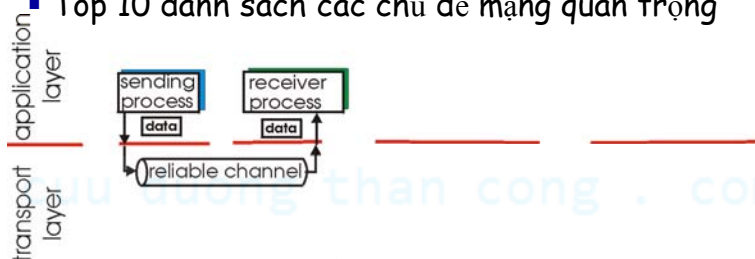 Top 10 danh sách các chủ đề mạng quan trọng
application
layer
sending
process
receiver
process
data
data
reliable channel
transport
layer
cuu duong than cong . co